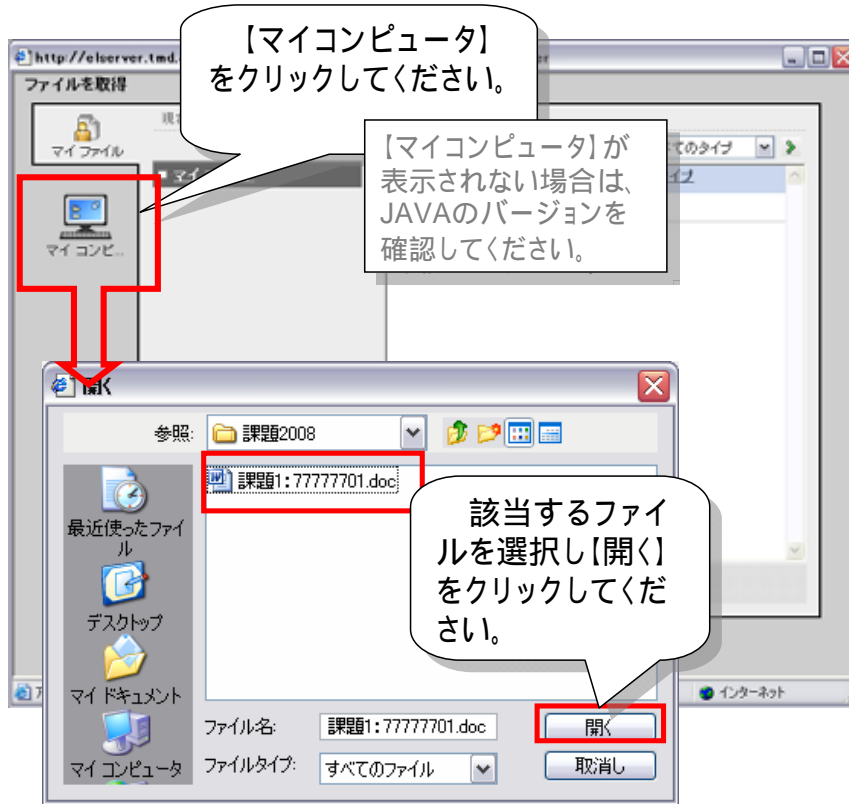 【マイコンピュータ】
をクリックしてください。
http://elserver.tmd.
er
ファイルを取得
マイ ファイル
【マイコンピュータ】が
表示されない場合は、
JAVAのバージョンを
確認してください。
てのタイプ
マイ コンピ...
開く
参照:
課題2008
課題1:77777701.doc
最近使ったファイ
ル
デスクトップ
マイ ドキュメント
マイ コンピュータ
該当するファイ
ルを選択し【開く】
をクリックしてくだ
さい。
インターネット
ファイル名:
課題1:77777701.doc
開く
ファイルタイプ:
すべてのファイル
取消し